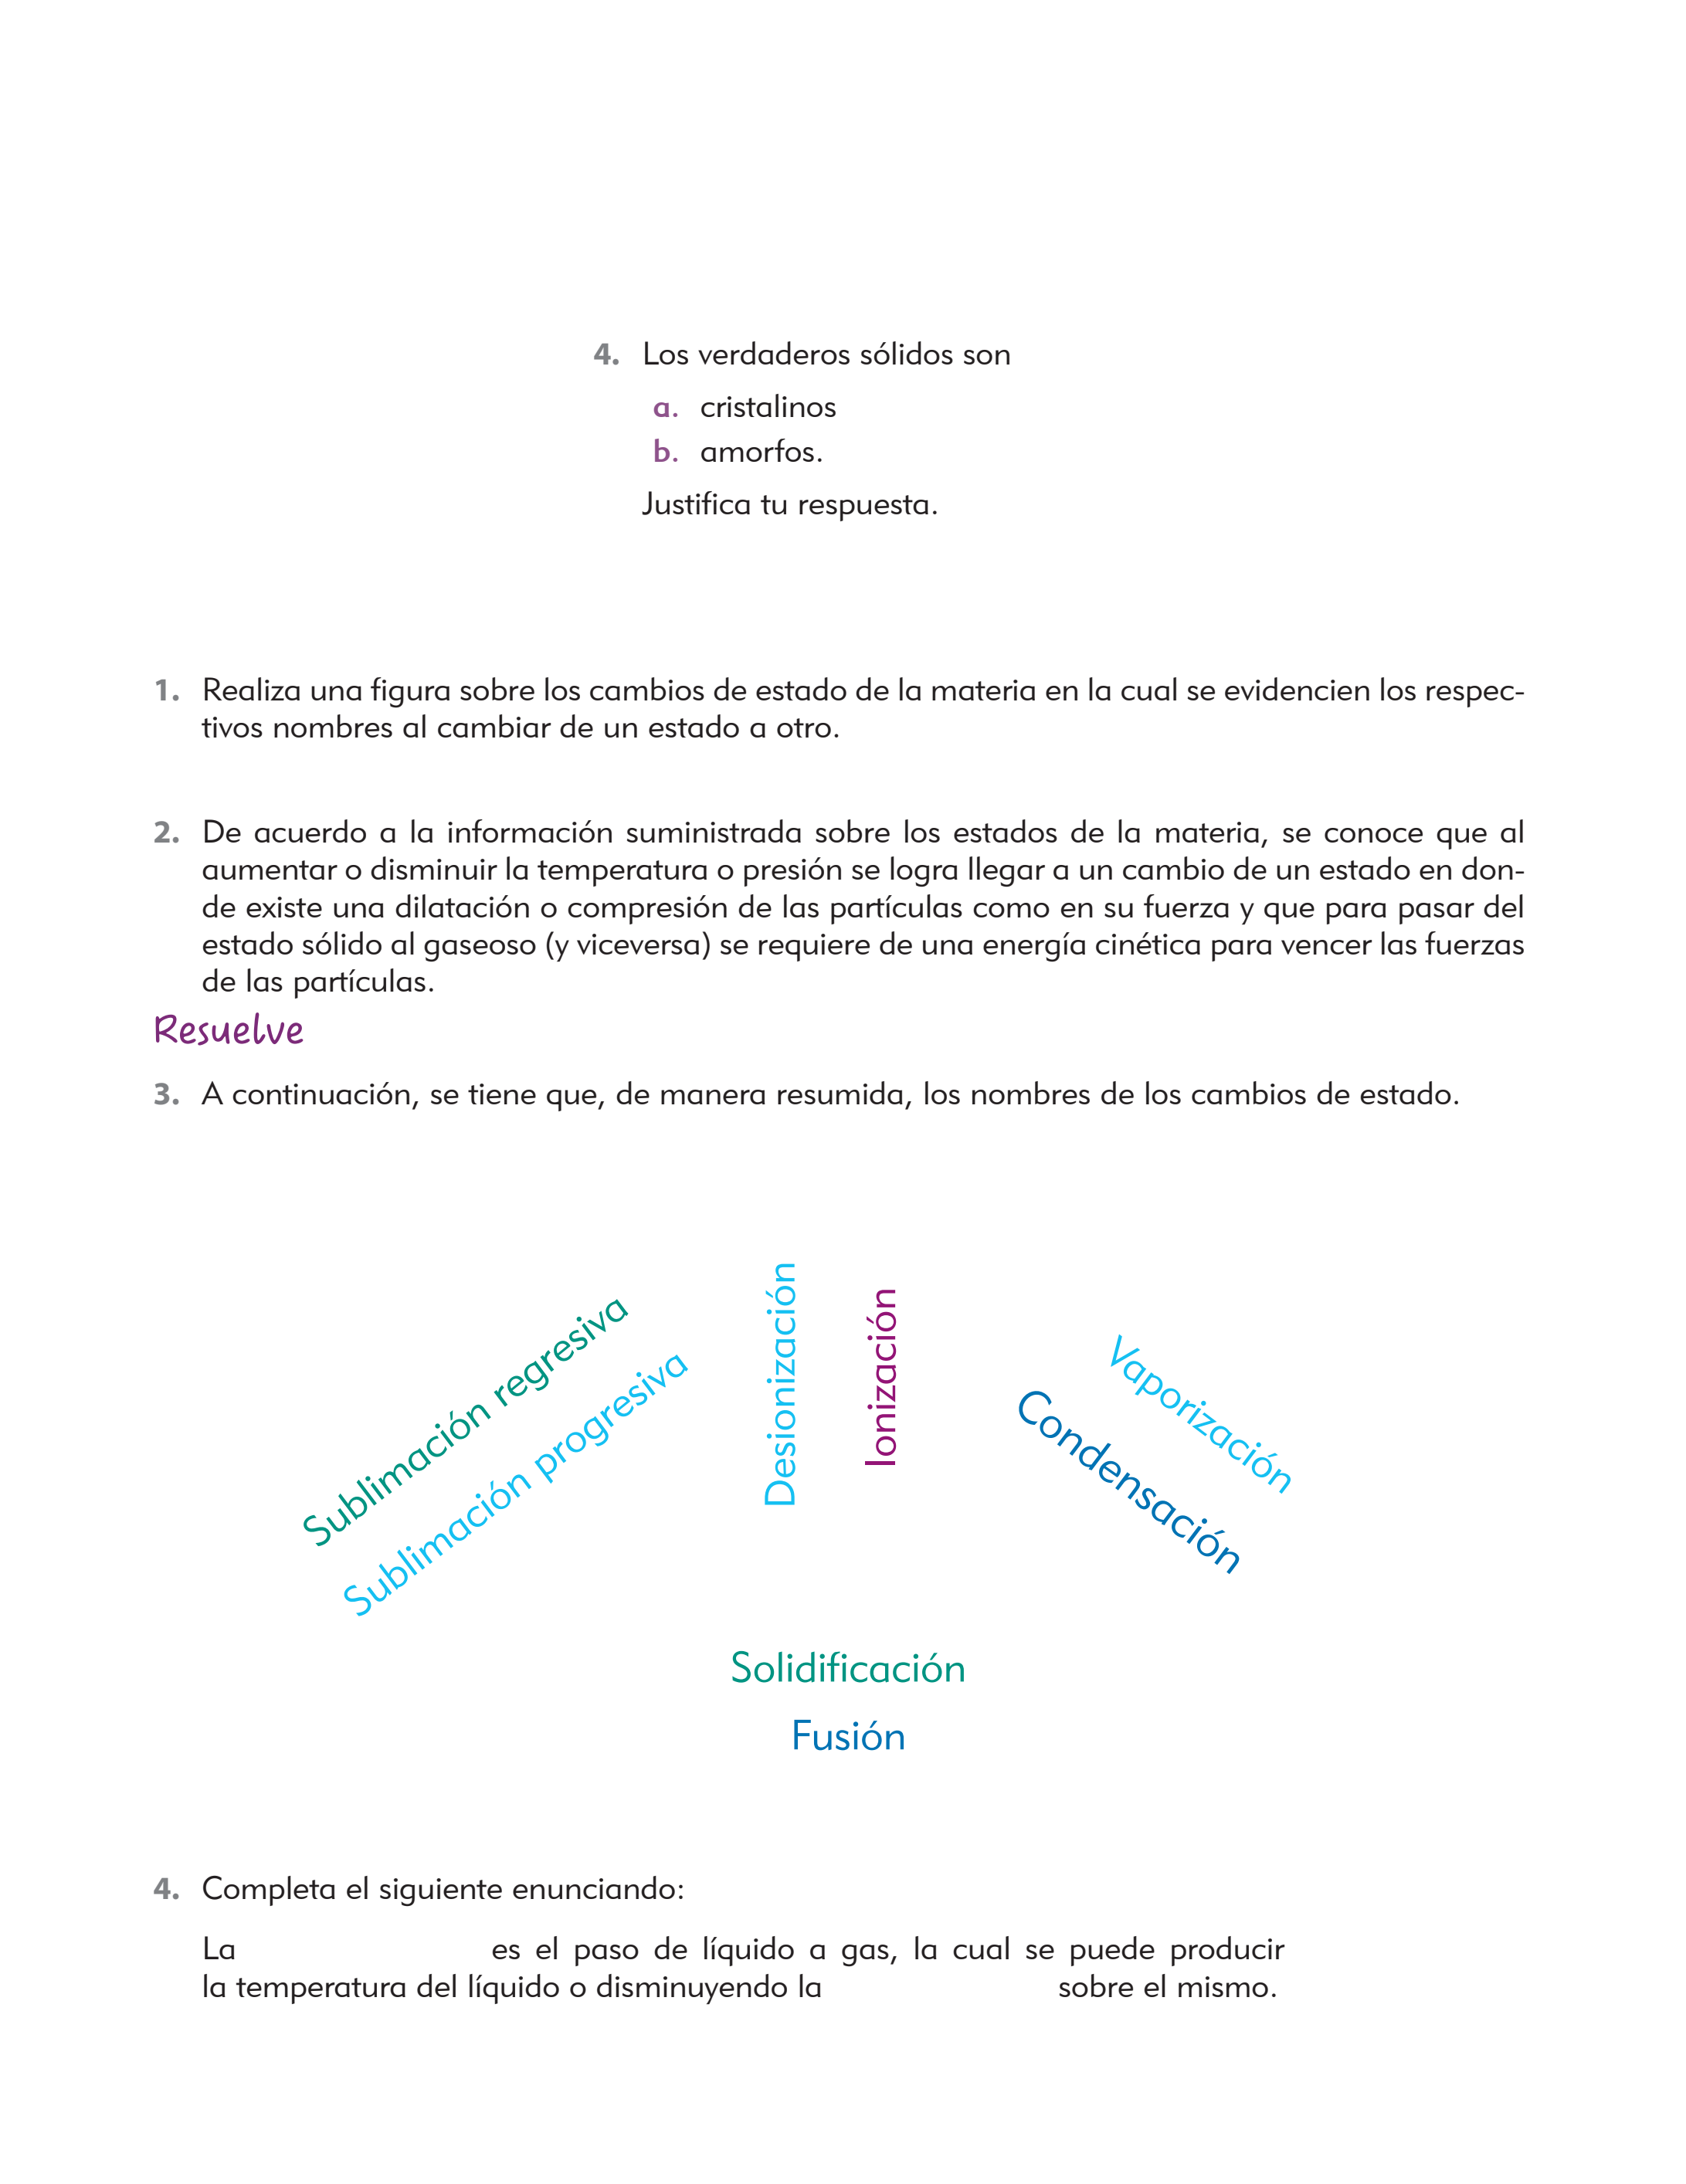 4. Los verdaderos sólidos son
a. cristalinos
b. amorfos.
Justifica tu respuesta.
1. Realiza una figura sobre los cambios de estado de la materia en la cual se evidencien los respec-
tivos nombres al cambiar de un estado a otro.
2. De acuerdo a la información suministrada sobre los estados de la materia, se conoce que al
aumentar o disminuir la temperatura o presión se logra llegar a un cambio de un estado en don-
de existe una dilatación o compresión de las partículas como en su fuerza y que para pasar del
estado sólido al gaseoso (y viceversa) se requiere de una energía cinética para vencer las fuerzas
de las partículas.
Resuelve
3. A continuación, se tiene que, de manera resumida, los nombres de los cambios de estado.
Sublimación regresiva
Sublimación progresiva
Desionización
Ionización
Vaporización
Condensación
Solidificación
Fusión
4. Completa el siguiente enunciando:
La es el paso de líquido a gas, la cual se puede producir
la temperatura del líquido o disminuyendo la sobre el mismo.